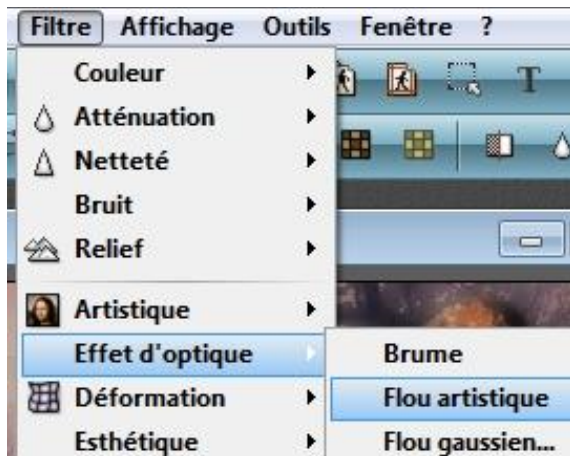 Filtre Affichage Outils Fenêtre ?
Couleur
T
Atténuation
Netteté
Bruit
Relief
Artistique
Effet d'optique
Brume
Déformation
Flou artistique
Esthétique
Flou gaussien...